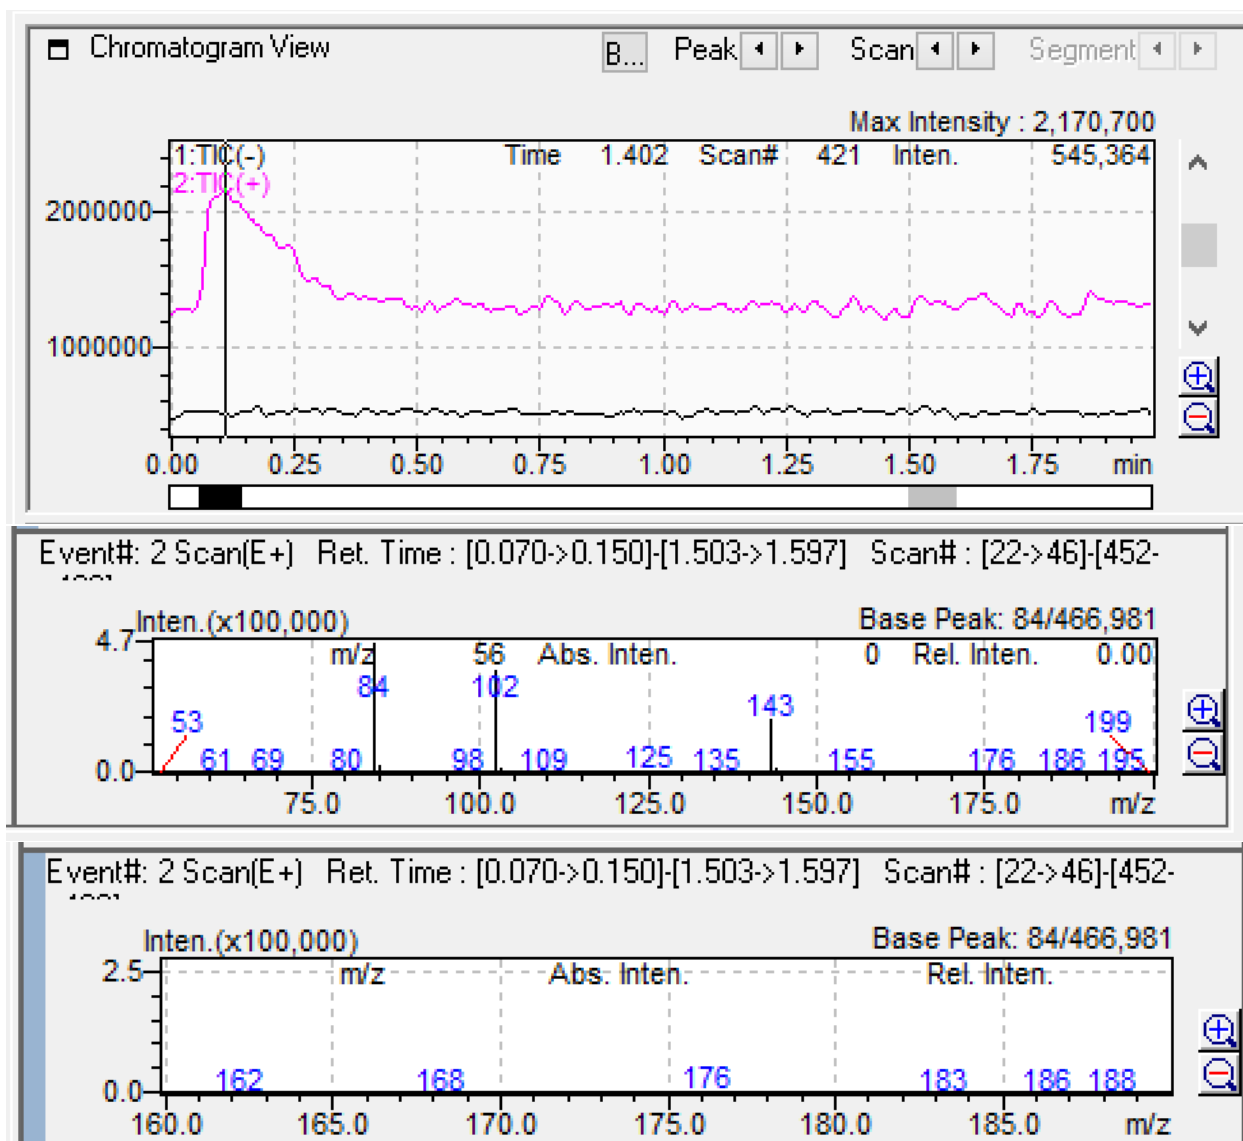 Chromatogram View B... Peak Scan Segment
Max Intensity : 2,170,700
1:TIC(-) Time 1.402 Scan# 421 Inten. 545,364
2:TIC(+)
2000000
1000000
0.00 0.25 0.50 0.75 1.00 1.25 1.50 1.75 min
Event#: 2 Scan(E+) Ret. Time : [0.070->0.150]-[1.503->1.597] Scan# : [22->46]-[452-
Inten.(x100,000) Base Peak: 84/466,981
4.7
m/z 56 Abs. Inten. 0 Rel. Inten. 0.00
84 102
143
53 199
61 69 80 98 109 125 135 155 176 186 195
0.0
75.0 100.0 125.0 150.0 175.0 m/z
Event#: 2 Scan(E+) Ret. Time : [0.070->0.150]-[1.503->1.597] Scan# : [22->46]-[452-
Inten.(x100,000) Base Peak: 84/466,981
2.5
m/z Abs. Inten. Rel. Inten.
162 168 176 183 186 188
0.0
160.0 165.0 170.0 175.0 180.0 185.0 m/z